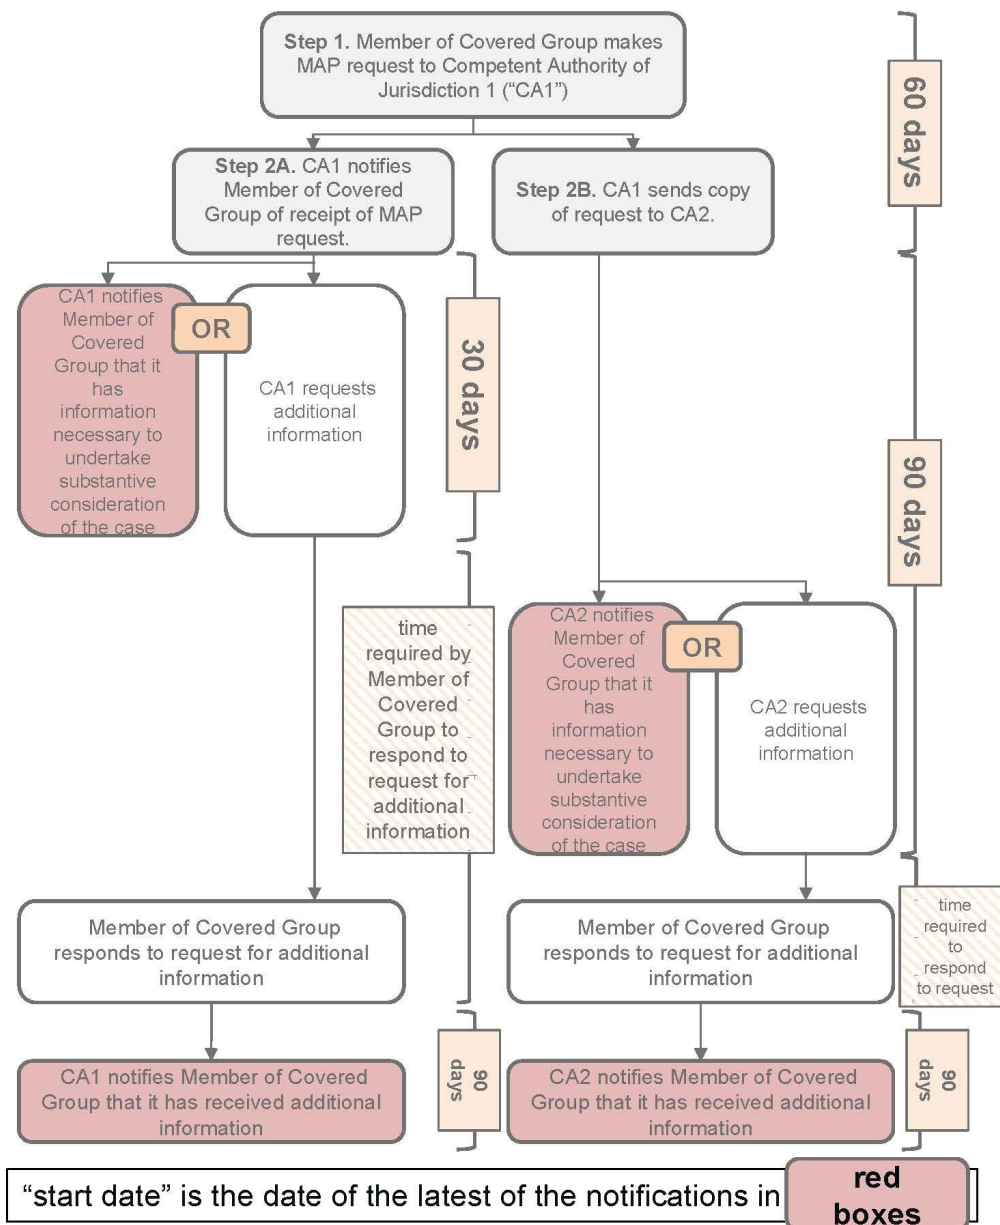 Step 1. Member of Covered Group makes
MAP request to Competent Authority of
Jurisdiction 1 (“CA1”)
60 days
Step 2A. CA1 notifies
Member of Covered
Group of receipt of MAP
request.
Step 2B. CA1 sends copy
of request to CA2.
CA1 notifies
Member of
Covered
Group that it
has
information
necessary to
undertake
substantive
consideration
of the case
OR
CA1 requests
additional
information
30 days
90 days
time
required by
Member of
Covered
Group to
respond to
request for
additional
information
CA2 notifies
Member of
Covered
Group that it
has
information
necessary to
undertake
substantive
consideration
of the case
OR
CA2 requests
additional
information
Member of Covered Group
responds to request for additional
information
Member of Covered Group
responds to request for additional
information
time
required
to
respond
to request
CA1 notifies Member of Covered
Group that it has received additional
information
90
days
CA2 notifies Member of Covered
Group that it has received additional
information
90
days
“start date” is the date of the latest of the notifications in
red
boxes